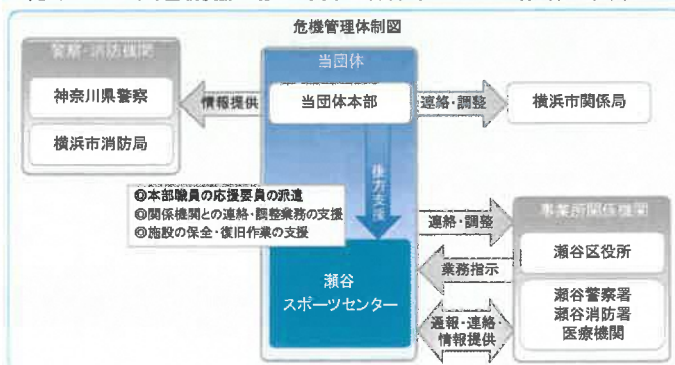 危機管理体制図
警察・消防機関
神奈川県警察
横浜市消防局
情報提供
当団体
当団体本部
連絡・調整
横浜市関係局
後方支援
◎本部職員の応援要員の派遣
◎関係機関との連絡・調整業務の支援
◎施設の保全・復旧作業の支援
瀬谷
スポーツセンター
連絡・調整
業務指示
通報・連絡・
情報提供
事業所関係機関
瀬谷区役所
瀬谷警察署
瀬谷消防署
医療機関